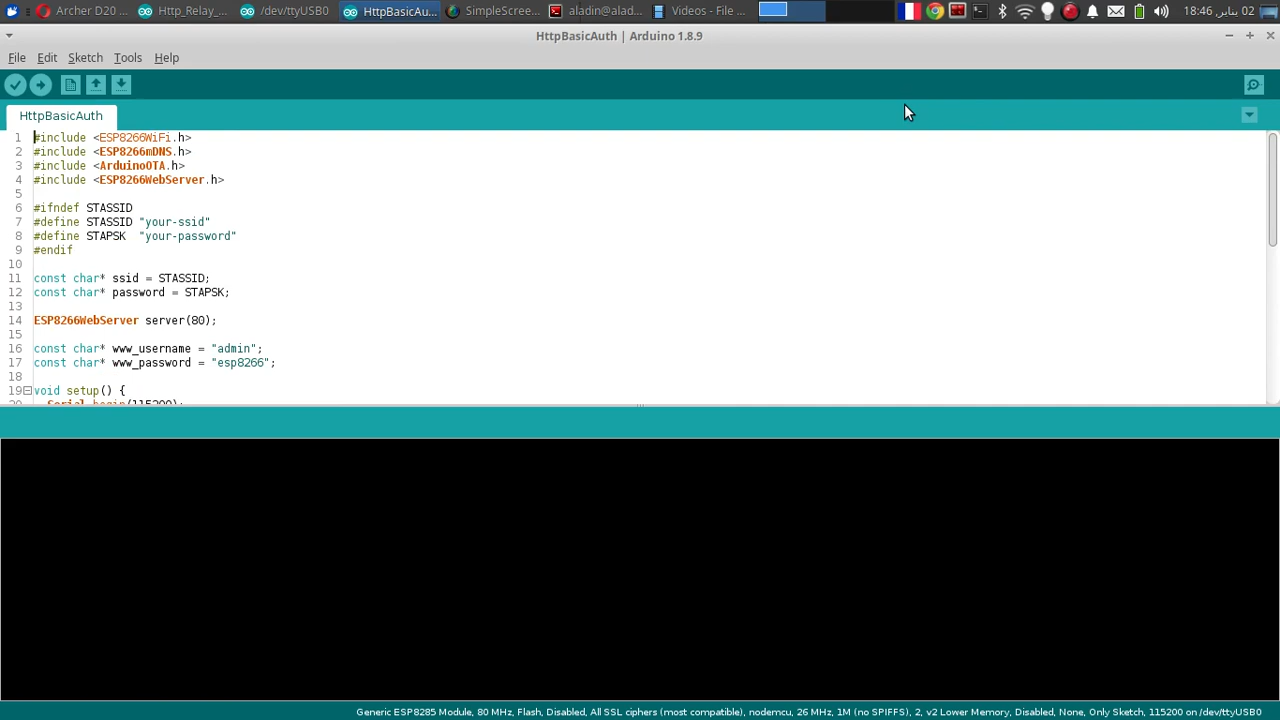 Archer D20 ...
Http_Relay_...
/dev/ttyUSB0
HttpBasicAu...
SimpleScree...
aladin@alad...
Videos - File ...
02 يناير, 18:46
HttpBasicAuth | Arduino 1.8.9
File Edit Sketch Tools Help
HttpBasicAuth
1 #include <ESP8266WiFi.h>
2 #include <ESP8266mDNS.h>
3 #include <ArduinoOTA.h>
4 #include <ESP8266WebServer.h>
5
6 #ifndef STASSID
7 #define STASSID "your-ssid"
8 #define STAPSK  "your-password"
9 #endif
10
11 const char* ssid = STASSID;
12 const char* password = STAPSK;
13
14 ESP8266WebServer server(80);
15
16 const char* www_username = "admin";
17 const char* www_password = "esp8266";
18
19 void setup() {
20 Serial.begin(115200);
Generic ESP8285 Module, 80 MHz, Flash, Disabled, All SSL ciphers (most compatible), nodemcu, 26 MHz, 1M (no SPIFFS), 2, v2 Lower Memory, Disabled, None, Only Sketch, 115200 on /dev/ttyUSB0